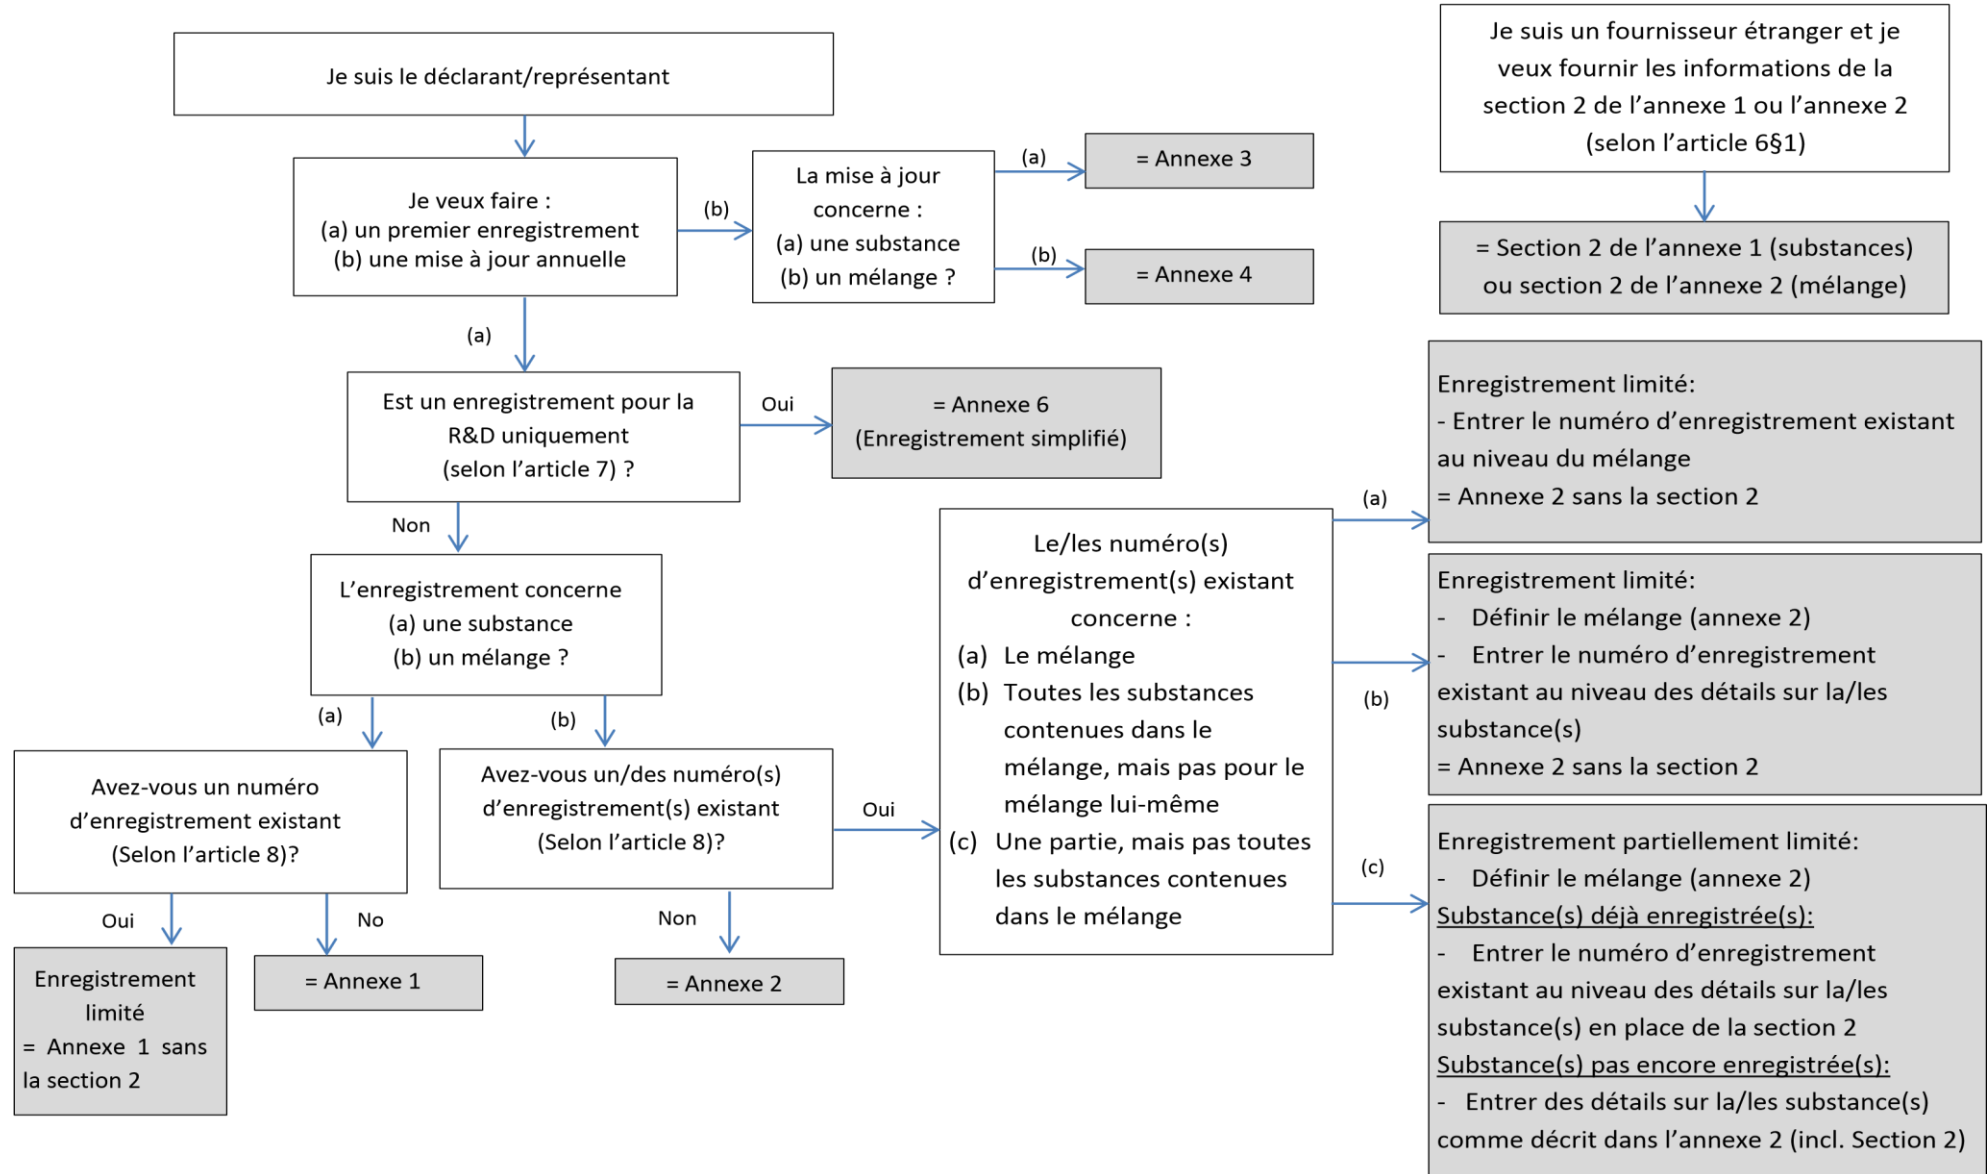 Je suis le déclarant/représentant
Je veux faire :
(a) un premier enregistrement
(b) une mise à jour annuelle
(b)
La mise à jour
concerne :
(a) une substance
(b) un mélange ?
(a)
= Annexe 3
(b)
= Annexe 4
Je suis un fournisseur étranger et je
veux fournir les informations de la
section 2 de l’annexe 1 ou l’annexe 2
(selon l’article 6§1)
= Section 2 de l’annexe 1 (substances)
ou section 2 de l’annexe 2 (mélange)
(a)
Est un enregistrement pour la
R&D uniquement
(selon l’article 7) ?
Oui
= Annexe 6
(Enregistrement simplifié)
Non
L’enregistrement concerne
(a) une substance
(b) un mélange ?
(a)
(b)
Avez-vous un numéro
d’enregistrement existant
(Selon l’article 8)?
Oui
No
Enregistrement
limité
= Annexe 1 sans
la section 2
= Annexe 1
Avez-vous un/des numéro(s)
d’enregistrement(s) existant
(Selon l’article 8)?
Non
= Annexe 2
Oui
Le/les numéro(s)
d’enregistrement(s) existant
concerne :
(a) Le mélange
(b) Toutes les substances
contenues dans le
mélange, mais pas pour le
mélange lui-même
(c) Une partie, mais pas toutes
les substances contenues
dans le mélange
(a)
Enregistrement limité:
- Entrer le numéro d’enregistrement existant
au niveau du mélange
= Annexe 2 sans la section 2
(b)
Enregistrement limité:
- Définir le mélange (annexe 2)
- Entrer le numéro d’enregistrement
existant au niveau des détails sur la/les
substance(s)
= Annexe 2 sans la section 2
(c)
Enregistrement partiellement limité:
- Définir le mélange (annexe 2)
Substance(s) déjà enregistrée(s):
- Entrer le numéro d’enregistrement
existant au niveau des détails sur la/les
substance(s) en place de la section 2
Substance(s) pas encore enregistrée(s):
- Entrer des détails sur la/les substance(s)
comme décrit dans l’annexe 2 (incl. Section 2)